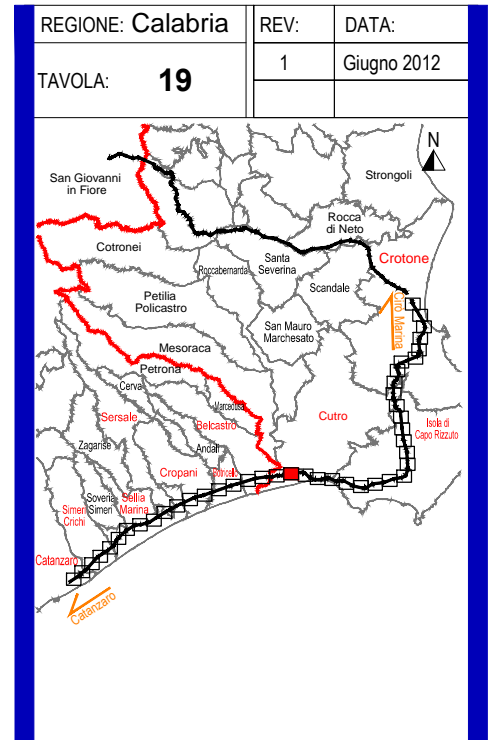 REGIONE: Calabria
REV:
DATA:
TAVOLA: 19
1
Giugno 2012
N
San Giovanni
in Fiore
Strongoli
Rocca
di Neto
Cotronei
Santa
Severina
Crotone
Roccabernarda
Scandale
Petilia
Policastro
Ciro Marina
San Mauro
Marchesato
Mesoraca
Petrona
Cerva
Marcedusa
Sersale
Belcastro
Cutro
Isola di
Capo Rizzuto
Andali
Zagarise
Cropani
Botricello
Soveria
Simeri
Sellia
Marina
Simeri
Crichi
Catanzaro
Catanzaro